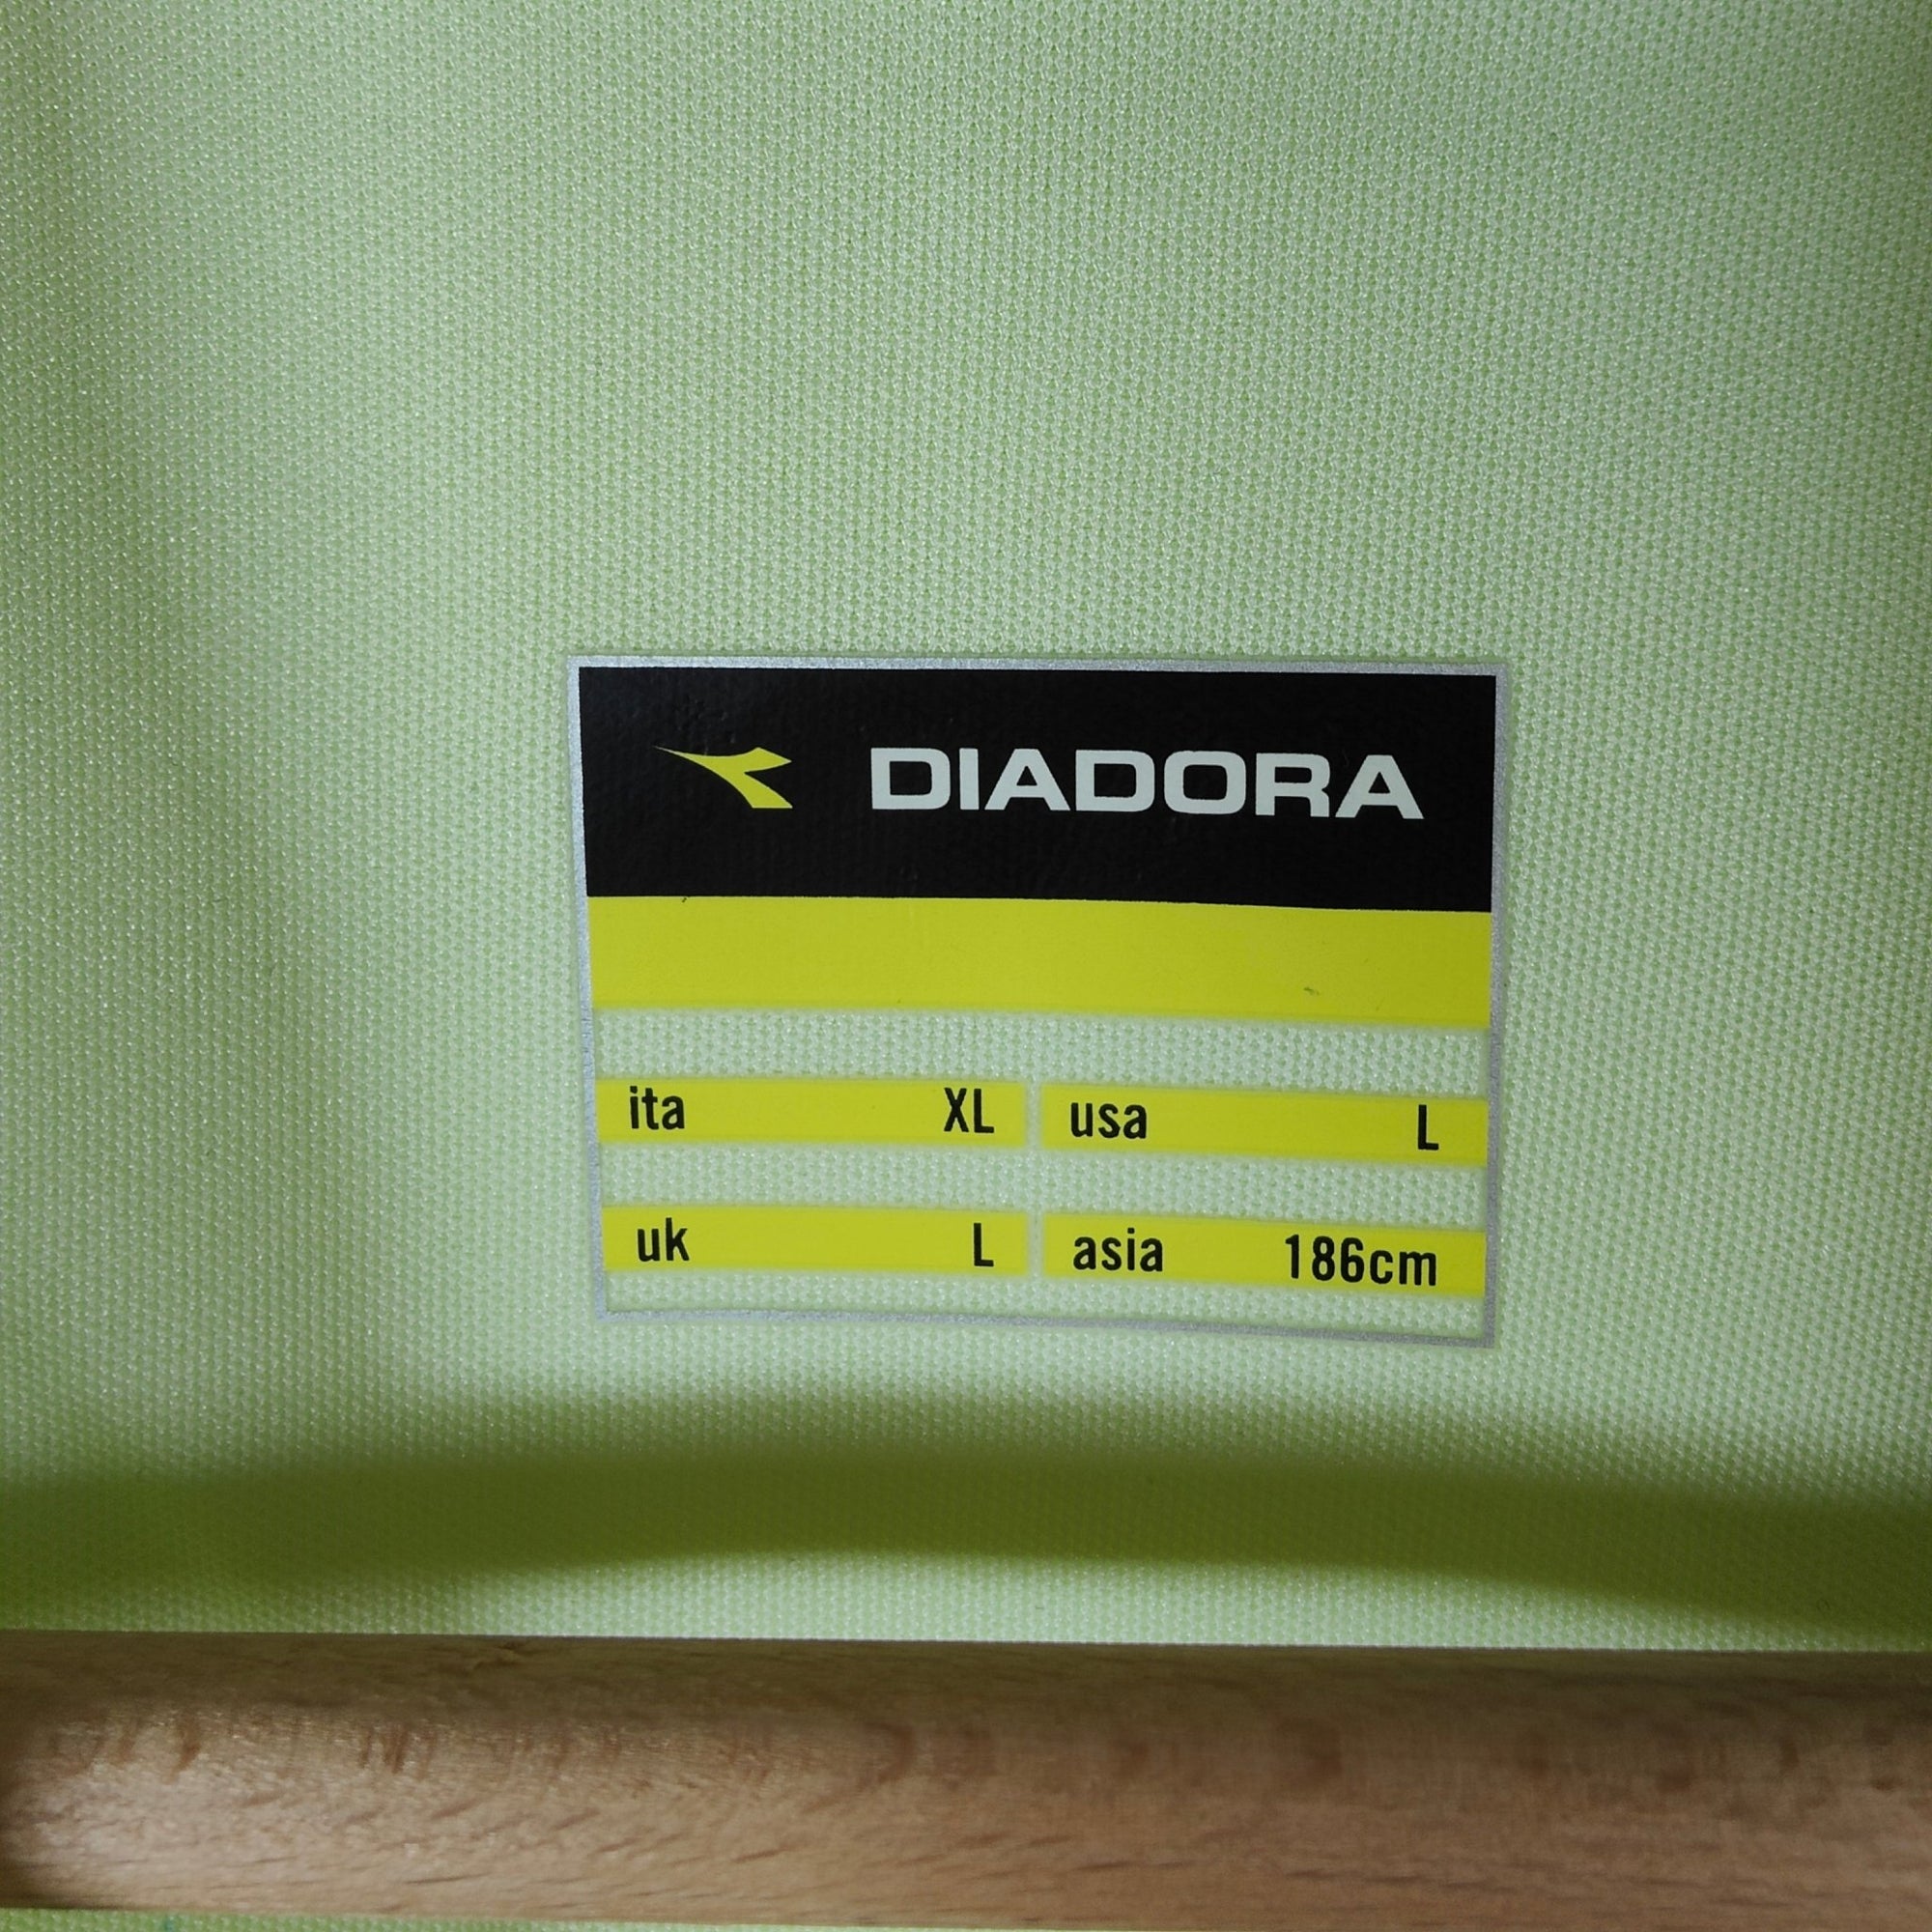 DIADORA
ita XL usa L
uk L asia 186cm